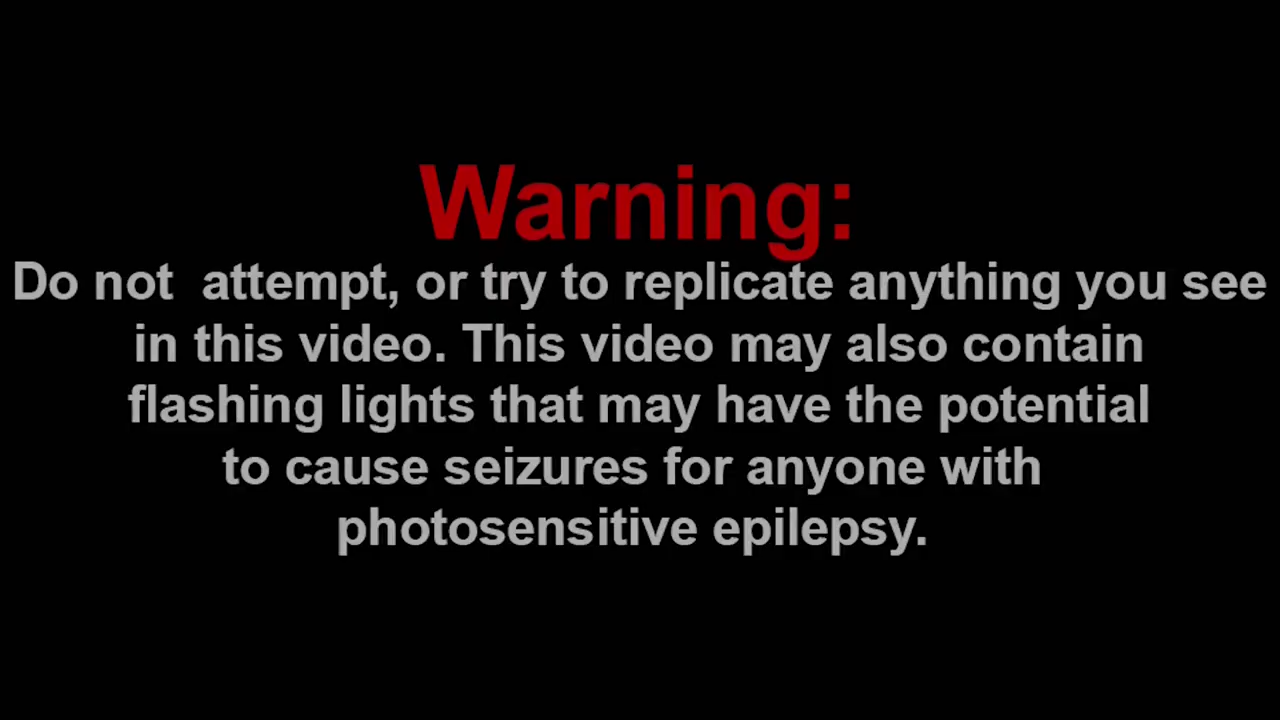 Warning:
Do not  attempt, or try to replicate anything you see
in this video. This video may also contain
flashing lights that may have the potential
to cause seizures for anyone with
photosensitive epilepsy.